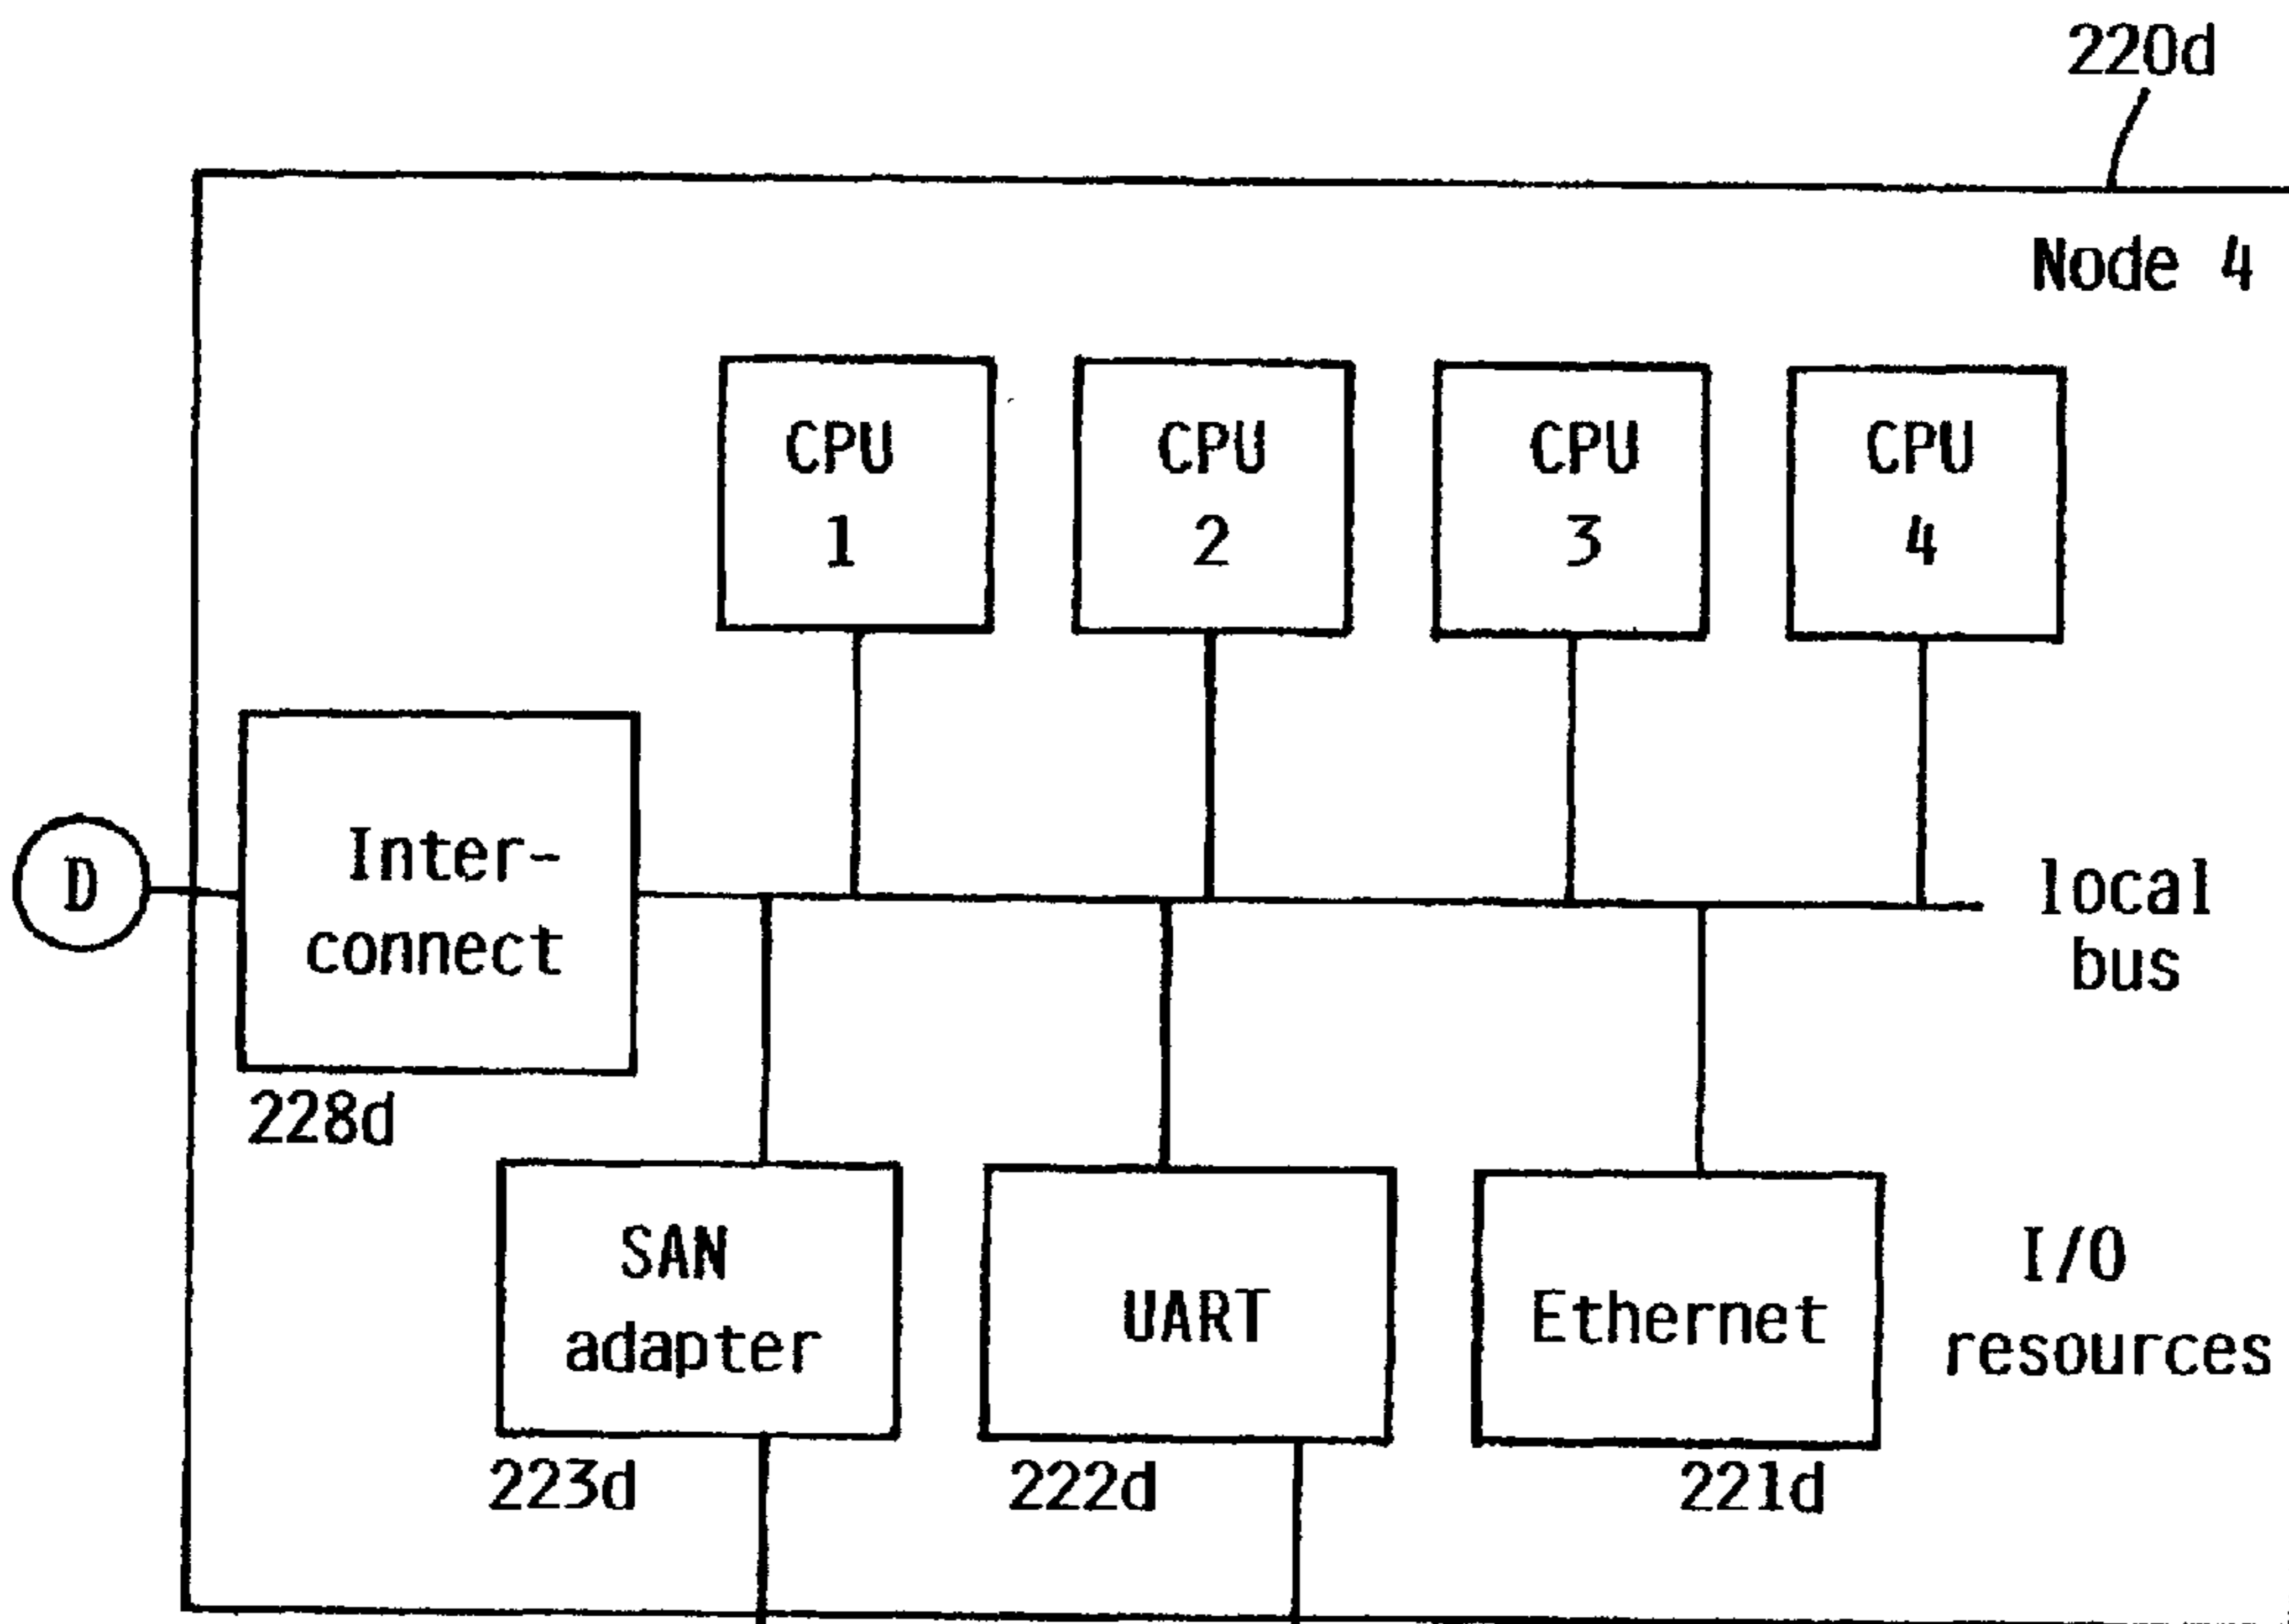 220d
Node 4
CPU
1
CPU
2
CPU
3
CPU
4
D
Inter-
connect
local
bus
228d
SAN
adapter
UART
Ethernet
I/O
resources
223d
222d
221d